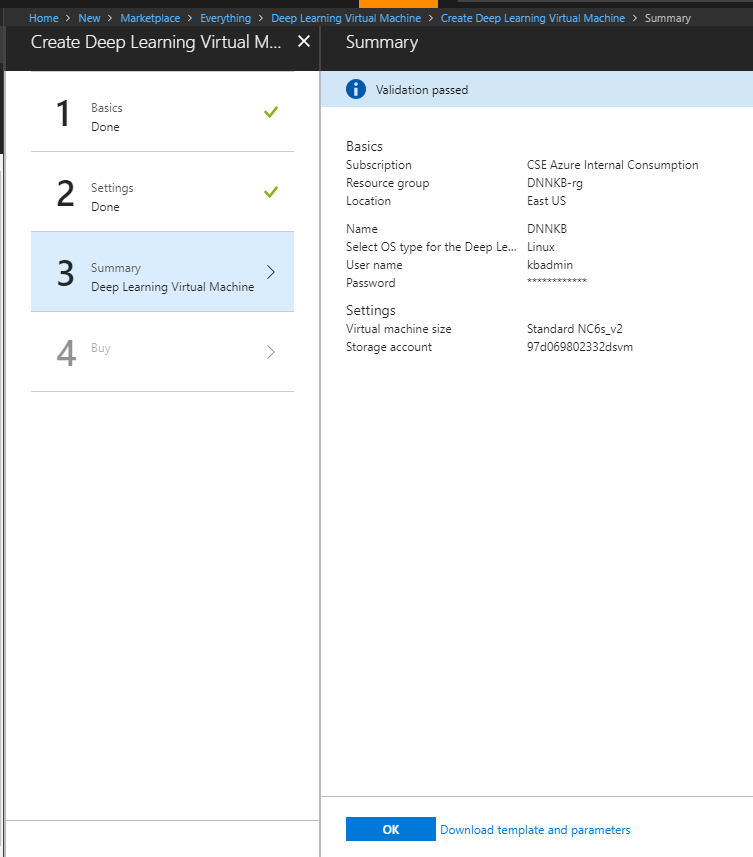 Home > New > Marketplace > Everything > Deep Learning Virtual Machine > Create Deep Learning Virtual Machine > Summary
Create Deep Learning Virtual M...
1
Basics
Done
2
Settings
Done
3
Summary
Deep Learning Virtual Machine
4
Buy
Summary
Validation passed
Basics
Subscription CSE Azure Internal Consumption
Resource group DNNKB-rg
Location East US
Name DNNKB
Select OS type for the Deep Le... Linux
User name kbadmin
Password ************
Settings
Virtual machine size Standard NC6s_v2
Storage account 97d069802332dsvm
OK Download template and parameters